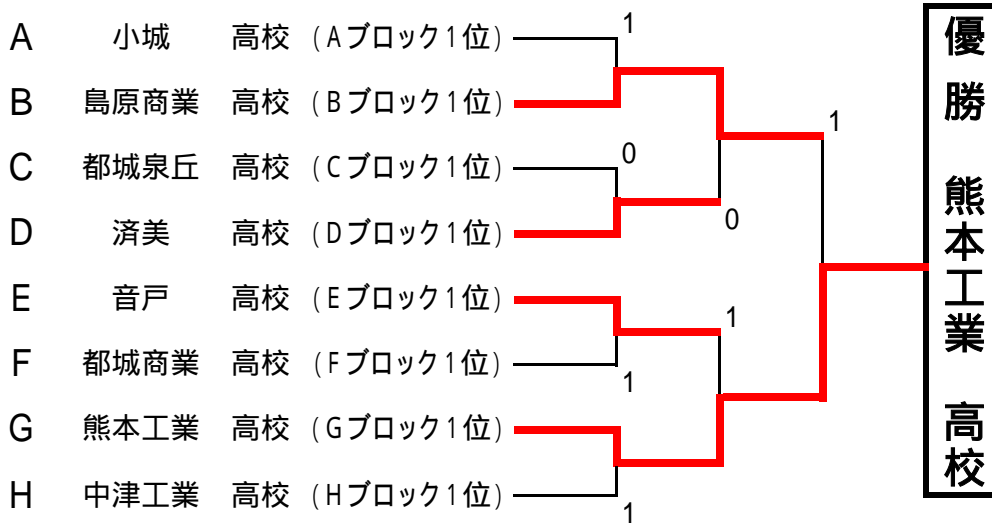 A 小城 高校 (Aブロック1位)
1
B 島原商業 高校 (Bブロック1位)
1
C 都城泉丘 高校 (Cブロック1位)
0
D 済美 高校 (Dブロック1位)
0
E 音戸 高校 (Eブロック1位)
1
F 都城商業 高校 (Fブロック1位)
1
G 熊本工業 高校 (Gブロック1位)
H 中津工業 高校 (Hブロック1位)
1
優勝 熊本工業 高校